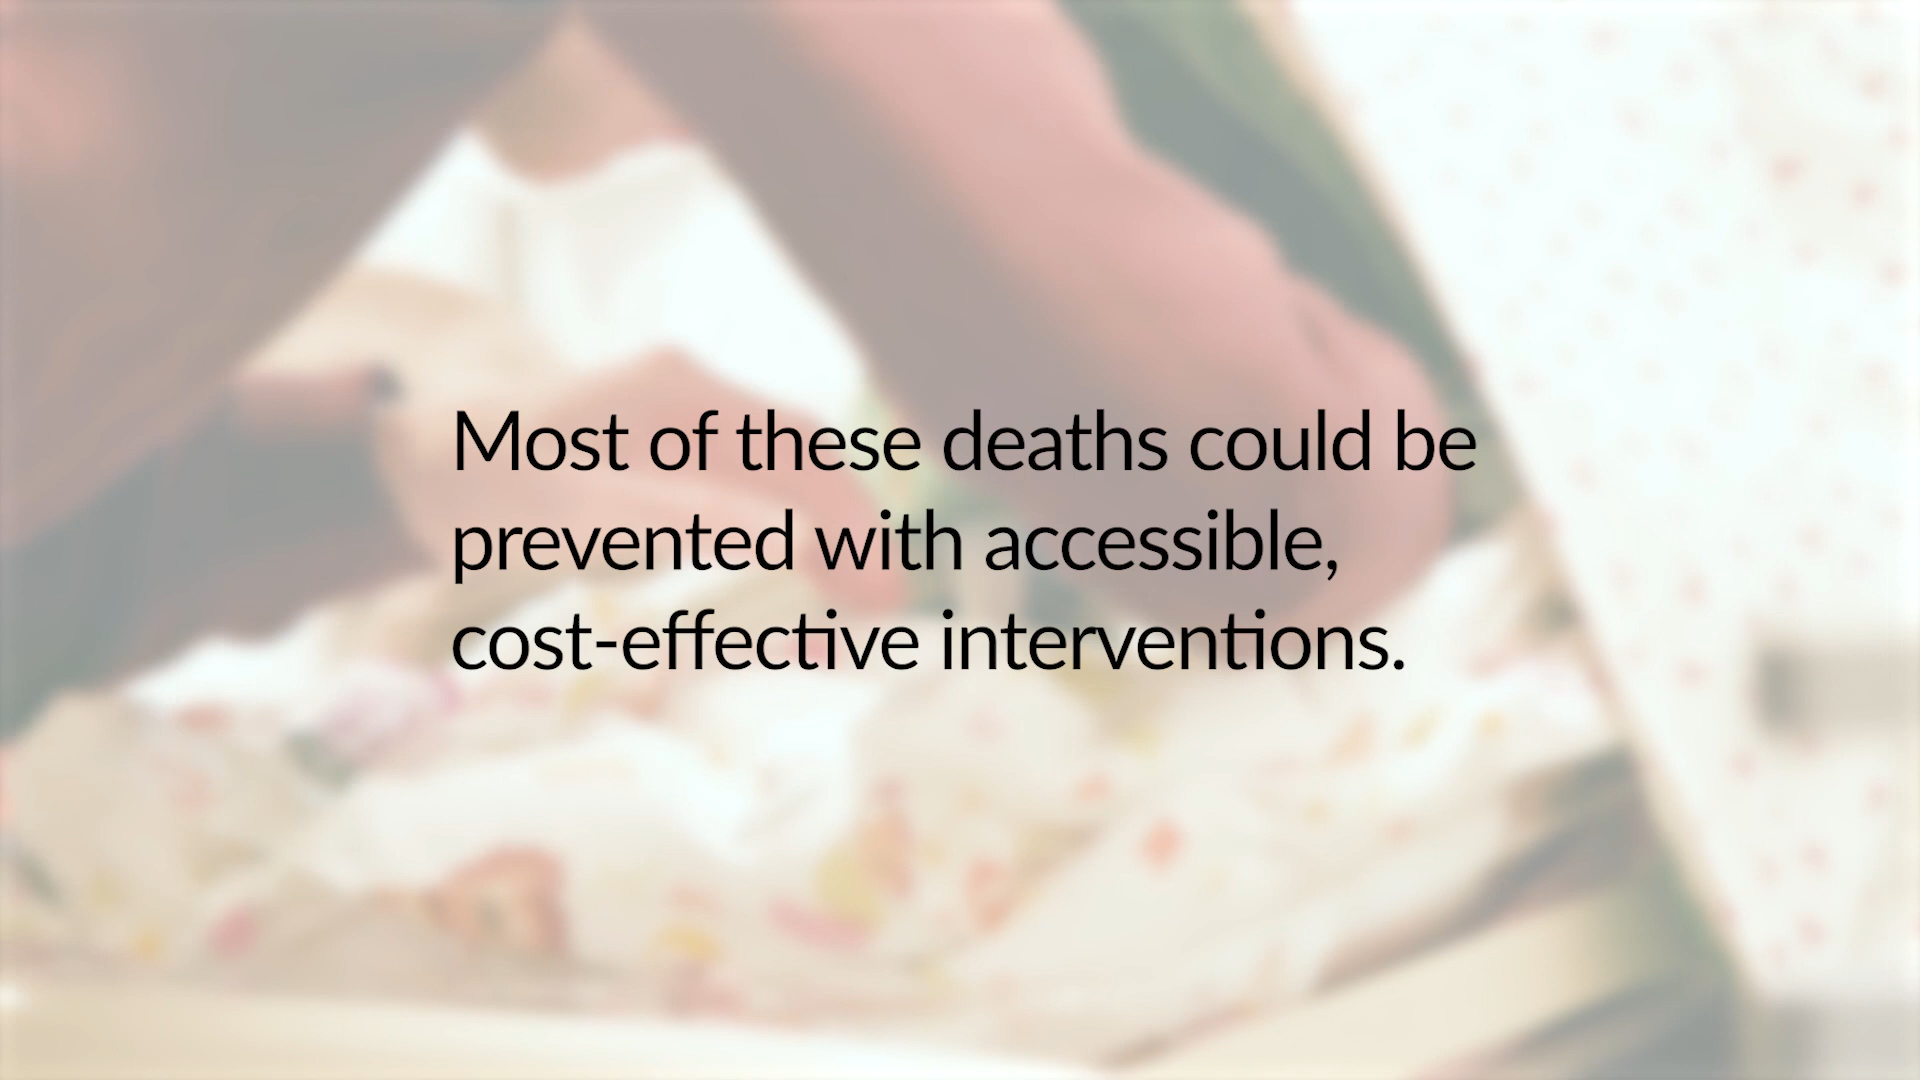 Most of these deaths could be
prevented with accessible,
cost-effective interventions.